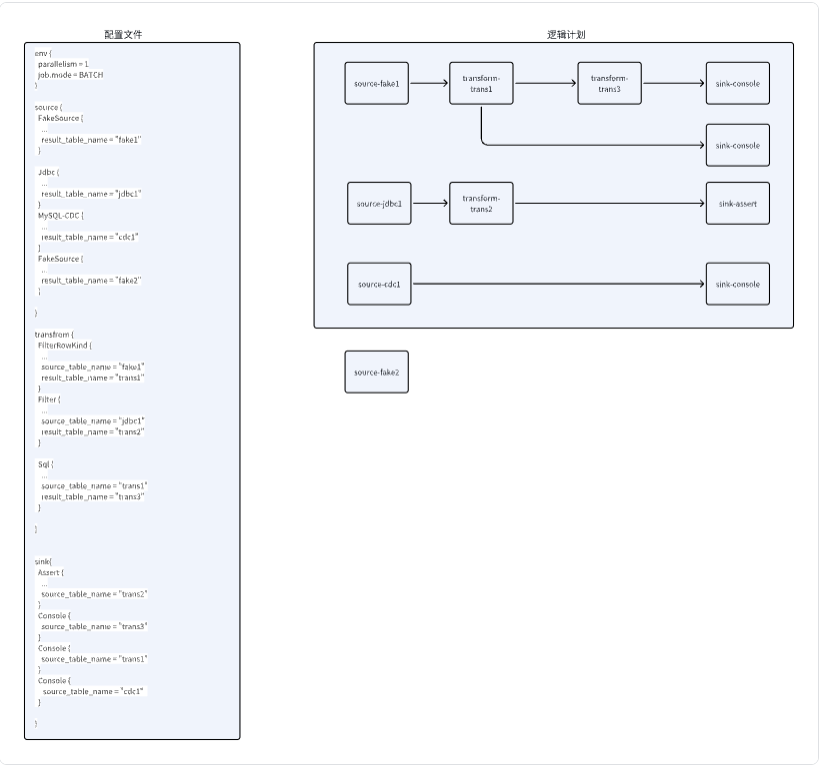 配置文件
env {
parallelism = 1
job.mode = BATCH
}
source {
FakeSource {
...
result_table_name = "fake1"
}
Jdbc {
...
result_table_name = "jdbc1"
}
MySQL-CDC {
...
result_table_name = "cdc1"
}
FakeSource {
...
result_table_name = "fake2"
}
}
transfrom {
FilterRowKind {
...
source_table_name = "fake1"
result_table_name = "trans1"
}
Filter {
...
source_table_name = "jdbc1"
result_table_name = "trans2"
}
Sql {
...
source_table_name = "trans1"
result_table_name = "trans3"
}
}
sink{
Assert {
...
source_table_name = "trans2"
}
Console {
source_table_name = "trans3"
}
Console {
source_table_name = "trans1"
}
Console {
source_table_name = "cdc1"
}
}
逻辑计划
source-fake1
transform-
trans1
transform-
trans3
sink-console
sink-console
source-jdbc1
transform-
trans2
sink-assert
source-cdc1
sink-console
source-fake2